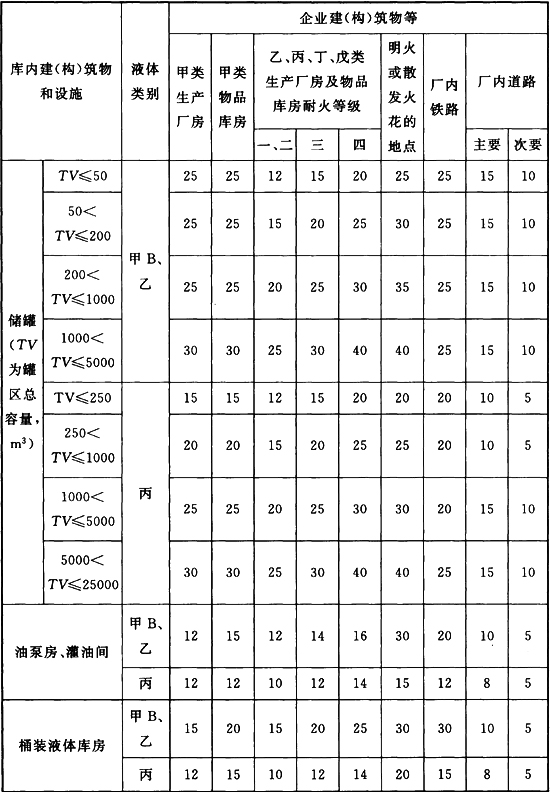 企业建(构)筑物等
库内建(构)筑物
和设施
液体
类别
甲类
生产
厂房
甲类
物品
库房
乙、丙、丁、戊类
生产厂房及物品
库房耐火等级
一、二 三 四
明火
或散
发火
花的
地点
厂内
铁路
厂内道路
主要 次要
储罐
(TV
为罐
区总
容量,
m³)
甲B、
乙
TV≤50 25 25 12 15 20 25 25 15 10
50<
TV≤200 25 25 15 20 25 30 25 15 10
200<
TV≤1000 25 25 20 25 30 35 25 15 10
1000<
TV≤5000 30 30 25 30 40 40 25 15 10
丙
TV≤250 15 15 12 15 20 20 20 10 5
250<
TV≤1000 20 20 15 20 25 25 20 10 5
1000<
TV≤5000 25 25 20 25 30 30 20 15 10
5000<
TV≤25000 30 30 25 30 40 40 25 15 10
油泵房、灌油间
甲B、
乙 12 15 12 14 16 30 20 10 5
丙 12 12 10 12 14 15 12 8 5
桶装液体库房
甲B、
乙 15 20 15 20 25 30 30 10 5
丙 12 15 10 12 14 20 15 8 5